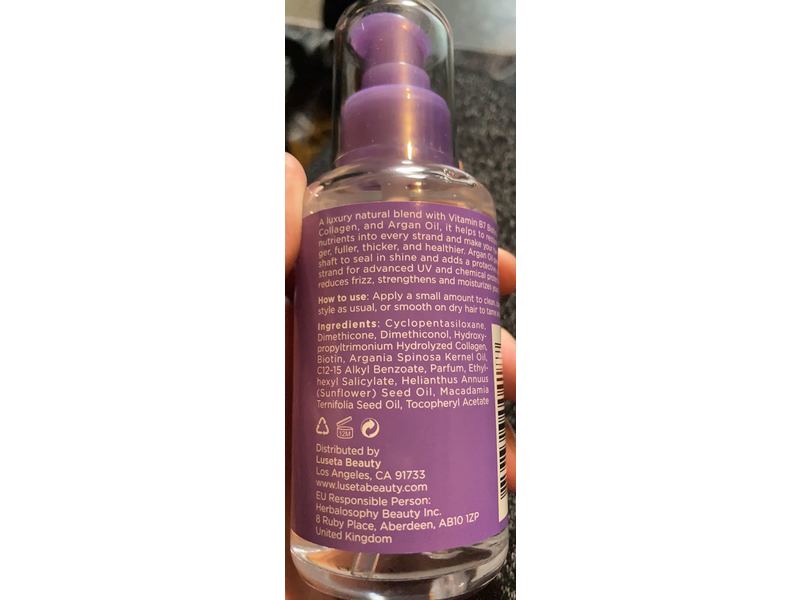 A luxury natural blend with Vitamin B7
Collagen, and Argan Oil, it helps to
nutrients into every strand and make your
ger, fuller, thicker, and healthier. Argan Oil
shaft to seal in shine and adds a protective
strand for advanced UV and chemical
reduces frizz, strengthens and moisturizes
How to use: Apply a small amount to clean,
style as usual, or smooth on dry hair to
Ingredients: Cyclopentasiloxane,
Dimethicone, Dimethiconol, Hydroxy-
propyltrimonium Hydrolyzed Collagen,
Biotin, Argania Spinosa Kernel Oil,
C12-15 Alkyl Benzoate, Parfum, Ethyl-
hexyl Salicylate, Helianthus Annuus
(Sunflower) Seed Oil, Macadamia
Ternifolia Seed Oil, Tocopheryl Acetate
12M
Distributed by
Luseta Beauty
Los Angeles, CA 91733
www.lusetabeauty.com
EU Responsible Person:
Herbalosophy Beauty Inc.
8 Ruby Place, Aberdeen, AB10 1ZP
United Kingdom